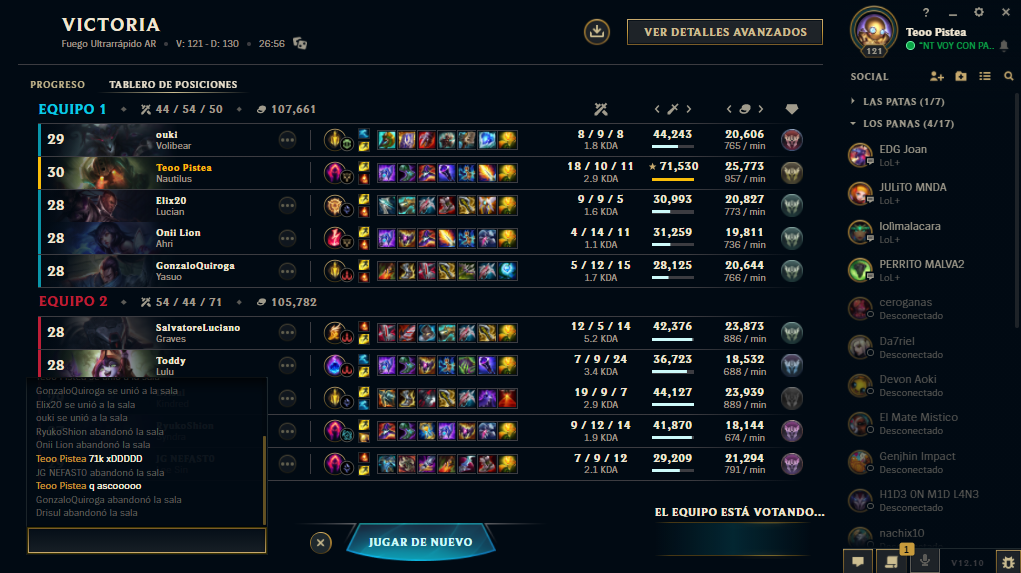 VICTORIA
Fuego Ultrarrápido AR • V: 121 - D: 130 • 26:56
VER DETALLES AVANZADOS
PROGRESO TABLERO DE POSICIONES
EQUIPO 1 44 / 54 / 50 107,661
29 ouki 8 / 9 / 8 44,243 20,606
Volibear 1.8 KDA 765 / min
30 Teoo Pistea 18 / 10 / 11 71,530 25,773
Nautilus 2.9 KDA 957 / min
28 Elix20 9 / 9 / 5 30,993 20,827
Lucian 1.6 KDA 773 / min
28 Onii Lion 4 / 14 / 11 31,259 19,811
Ahri 1.1 KDA 736 / min
28 GonzaloQuiroga 5 / 12 / 15 28,125 20,644
Yasuo 1.7 KDA 766 / min
EQUIPO 2 54 / 44 / 71 105,782
28 SalvatoreLuciano 12 / 5 / 14 42,376 23,873
Graves 5.2 KDA 886 / min
28 Toddy 7 / 9 / 24 36,723 18,532
Lulu 3.4 KDA 688 / min
19 / 9 / 7 44,127 23,939
2.9 KDA 889 / min
RyukoShion 9 / 12 / 14 41,870 18,144
1.9 KDA 674 / min
JG NEFASTO 7 / 9 / 12 29,209 21,294
2.1 KDA 791 / min
Teoo Pistea se unió a la sala
GonzaloQuiroga se unió a la sala
Elix20 se unió a la sala
ouki se unió a la sala
RyukoShion abandonó la sala
Onii Lion abandonó la sala
Teoo Pistea 71k xDDDDD
JG NEFASTO abandonó la sala
Teoo Pistea q ascooooo
GonzaloQuiroga abandonó la sala
Drisul abandonó la sala
JUGAR DE NUEVO
EL EQUIPO ESTÁ VOTANDO...
121
Teoo Pistea
"NT VOY CON PA...
SOCIAL
LAS PATAS (1/7)
LOS PANAS (4/17)
EDG Joan
LoL+
JULiTO MNDA
LoL+
lolimalacara
LoL+
PERRITO MALVA2
LoL+
ceroganas
Desconectado
Da7riel
Desconectado
Devon Aoki
Desconectado
El Mate Mistico
Desconectado
Genjhin Impact
Desconectado
H1D3 0N M1D L4N3
Desconectado
nachix10
Desconectado
1
V12.10